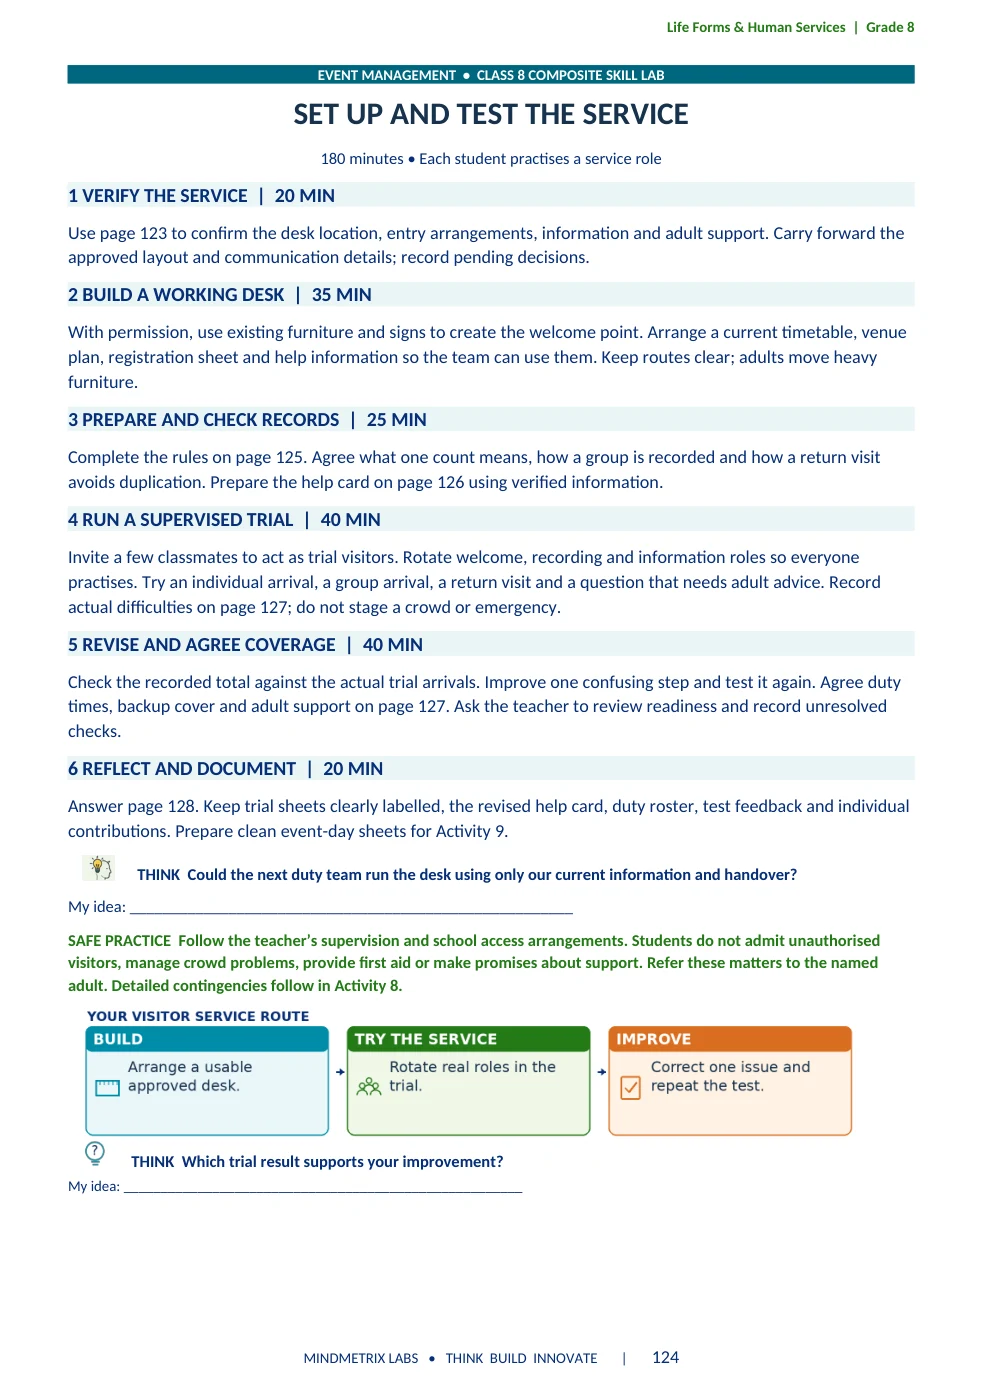 Life Forms & Human Services | Grade 8
EVENT MANAGEMENT ● CLASS 8 COMPOSITE SKILL LAB
SET UP AND TEST THE SERVICE
180 minutes • Each student practises a service role
1 VERIFY THE SERVICE | 20 MIN
Use page 123 to confirm the desk location, entry arrangements, information and adult support. Carry forward the
approved layout and communication details; record pending decisions.
2 BUILD A WORKING DESK | 35 MIN
With permission, use existing furniture and signs to create the welcome point. Arrange a current timetable, venue
plan, registration sheet and help information so the team can use them. Keep routes clear; adults move heavy
furniture.
3 PREPARE AND CHECK RECORDS | 25 MIN
Complete the rules on page 125. Agree what one count means, how a group is recorded and how a return visit
avoids duplication. Prepare the help card on page 126 using verified information.
4 RUN A SUPERVISED TRIAL | 40 MIN
Invite a few classmates to act as trial visitors. Rotate welcome, recording and information roles so everyone
practises. Try an individual arrival, a group arrival, a return visit and a question that needs adult advice. Record
actual difficulties on page 127; do not stage a crowd or emergency.
5 REVISE AND AGREE COVERAGE | 40 MIN
Check the recorded total against the actual trial arrivals. Improve one confusing step and test it again. Agree duty
times, backup cover and adult support on page 127. Ask the teacher to review readiness and record unresolved
checks.
6 REFLECT AND DOCUMENT | 20 MIN
Answer page 128. Keep trial sheets clearly labelled, the revised help card, duty roster, test feedback and individual
contributions. Prepare clean event-day sheets for Activity 9.
THINK Could the next duty team run the desk using only our current information and handover?
My idea: ____________________________________________________
SAFE PRACTICE Follow the teacher’s supervision and school access arrangements. Students do not admit unauthorised
visitors, manage crowd problems, provide first aid or make promises about support. Refer these matters to the named
adult. Detailed contingencies follow in Activity 8.
YOUR VISITOR SERVICE ROUTE
BUILD
Arrange a usable
approved desk.
TRY THE SERVICE
Rotate real roles in the
trial.
IMPROVE
Correct one issue and
repeat the test.
?
THINK Which trial result supports your improvement?
My idea: ____________________________________________________
MINDMETRIX LABS ● THINK BUILD INNOVATE | 124